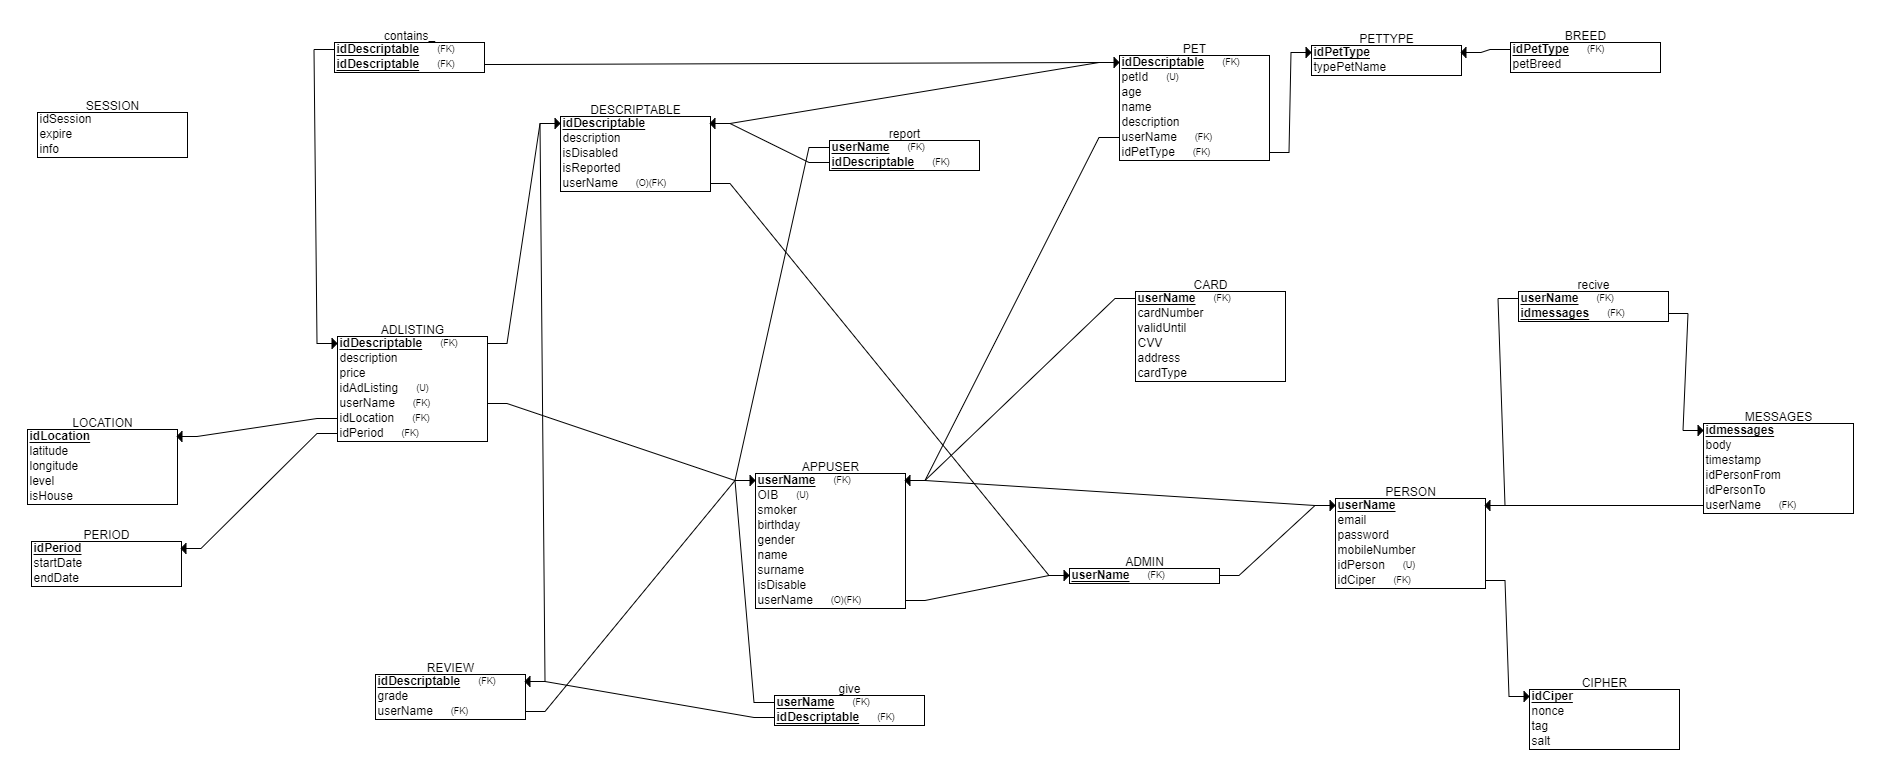 contains_
idDescriptable (FK)
idDescriptable (FK)
PET
idDescriptable (FK)
petId (U)
age
name
description
userName (FK)
idPetType (FK)
PETTYPE
idPetType
typePetName
BREED
idPetType (FK)
petBreed
SESSION
idSession
expire
info
DESCRIPTABLE
idDescriptable
description
isDisabled
isReported
userName (O)(FK)
report
userName (FK)
idDescriptable (FK)
CARD
userName (FK)
cardNumber
validUntil
CVV
address
cardType
recive
userName (FK)
idmessages (FK)
ADLISTING
idDescriptable (FK)
description
price
idAdListing (U)
userName (FK)
idLocation (FK)
idPeriod (FK)
LOCATION
idLocation
latitude
longitude
level
isHouse
MESSAGES
idmessages
body
timestamp
idPersonFrom
idPersonTo
userName (FK)
APPUSER
userName (FK)
OIB (U)
smoker
birthday
gender
name
surname
isDisable
userName (O)(FK)
PERSON
userName
email
password
mobileNumber
idPerson (U)
idCiper (FK)
PERIOD
idPeriod
startDate
endDate
ADMIN
userName (FK)
REVIEW
idDescriptable (FK)
grade
userName (FK)
give
userName (FK)
idDescriptable (FK)
CIPHER
idCiper
nonce
tag
salt